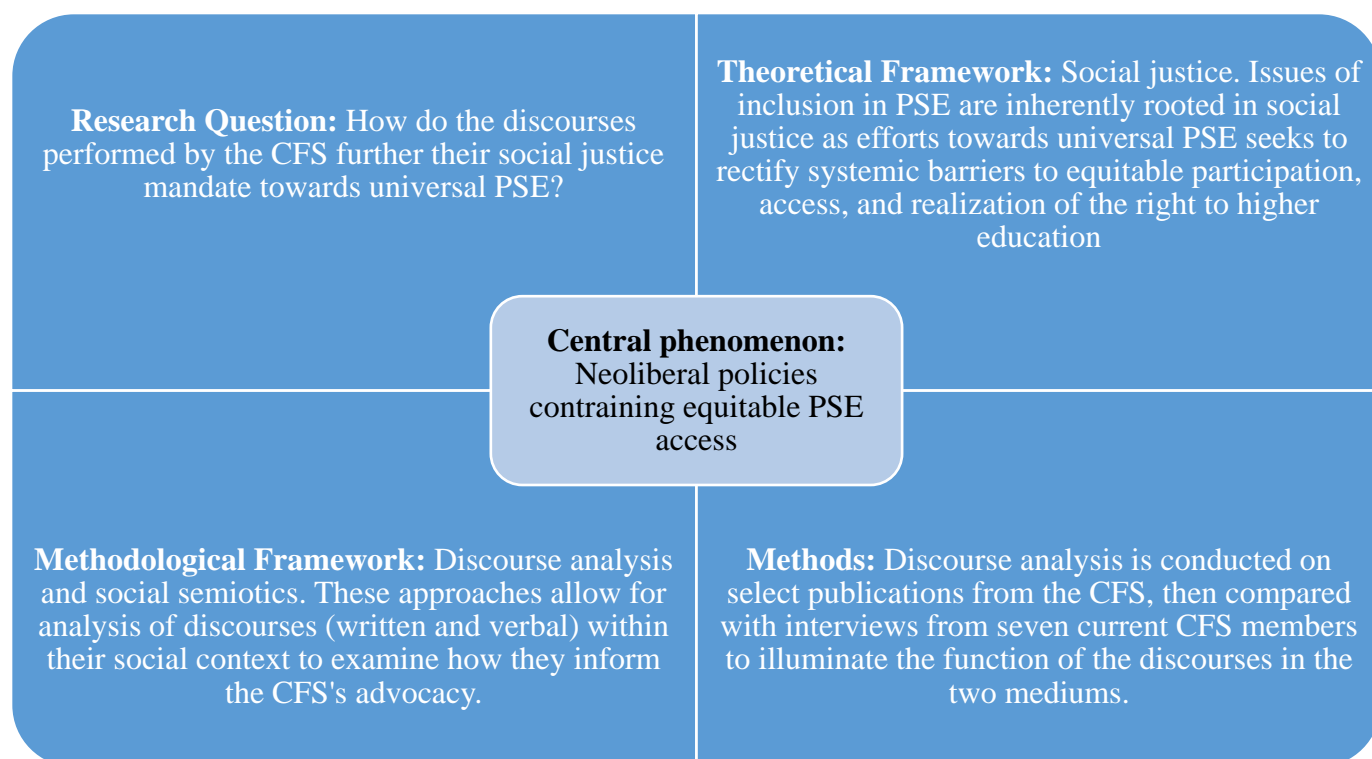 Research Question: How do the discourses
performed by the CFS further their social justice
mandate towards universal PSE?
Theoretical Framework: Social justice. Issues of
inclusion in PSE are inherently rooted in social
justice as efforts towards universal PSE seeks to
rectify systemic barriers to equitable participation,
access, and realization of the right to higher
education
Central phenomenon:
Neoliberal policies
contraining equitable PSE
access
Methodological Framework: Discourse analysis
and social semiotics. These approaches allow for
analysis of discourses (written and verbal) within
their social context to examine how they inform
the CFS's advocacy.
Methods: Discourse analysis is conducted on
select publications from the CFS, then compared
with interviews from seven current CFS members
to illuminate the function of the discourses in the
two mediums.